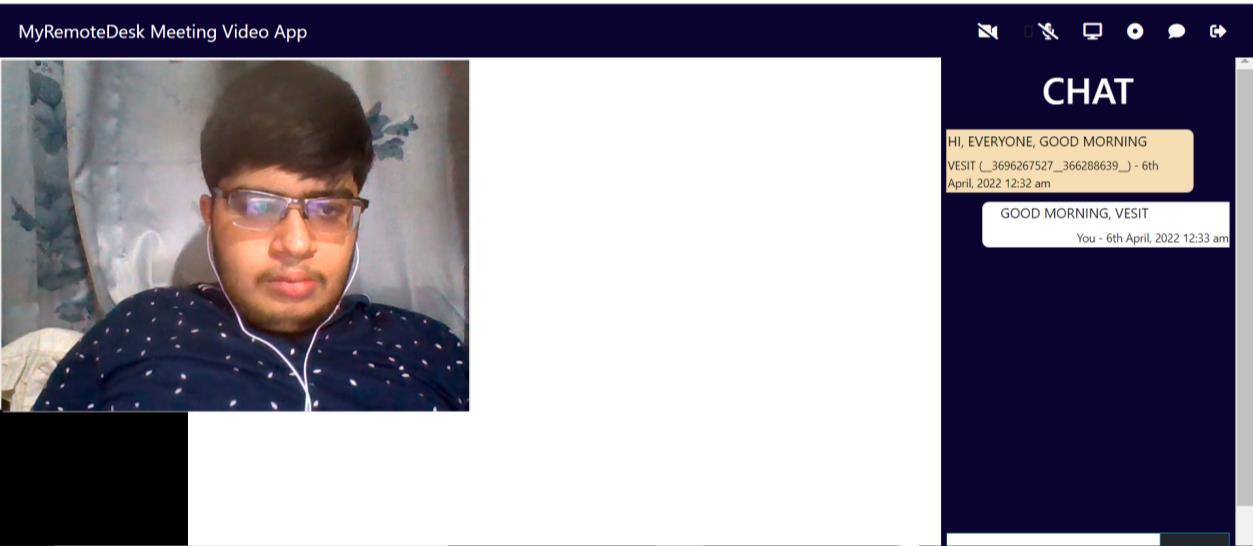 MyRemoteDesk Meeting Video App
CHAT
HI, EVERYONE, GOOD MORNING
VESIT (__3696267527__366288639__) - 6th
April, 2022 12:32 am
GOOD MORNING, VESIT
You - 6th April, 2022 12:33 am